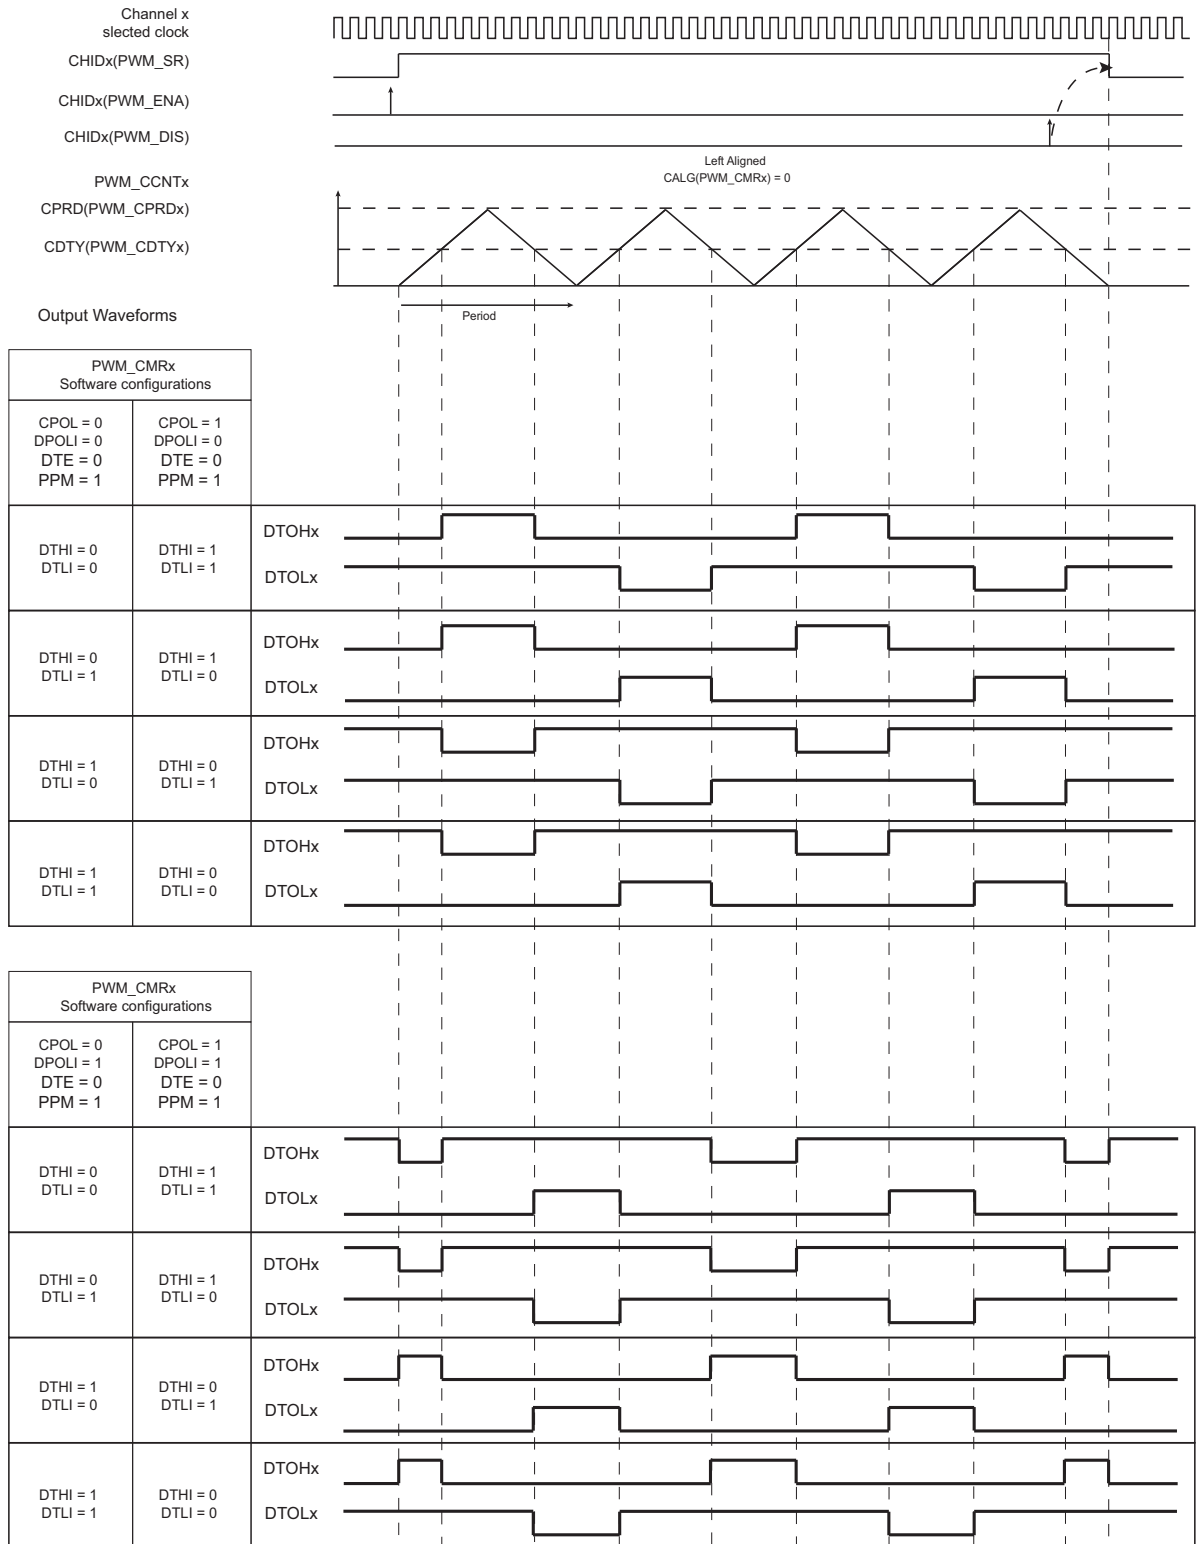 Channel x
slected clock
CHIDx(PWM_SR)
CHIDx(PWM_ENA)
CHIDx(PWM_DIS)
Left Aligned
CALG(PWM_CMRx) = 0
PWM_CCNTx
CPRD(PWM_CPRDx)
CDTY(PWM_CDTYx)
Period
Output Waveforms
PWM_CMRx
Software configurations
CPOL = 0 CPOL = 1
DPOLI = 0 DPOLI = 0
DTE = 0 DTE = 0
PPM = 1 PPM = 1
DTOHx
DTHI = 0 DTHI = 1
DTLI = 0 DTLI = 1
DTOLx
DTOHx
DTHI = 0 DTHI = 1
DTLI = 1 DTLI = 0
DTOLx
DTOHx
DTHI = 1 DTHI = 0
DTLI = 0 DTLI = 1
DTOLx
DTOHx
DTHI = 1 DTHI = 0
DTLI = 1 DTLI = 0
DTOLx
PWM_CMRx
Software configurations
CPOL = 0 CPOL = 1
DPOLI = 1 DPOLI = 1
DTE = 0 DTE = 0
PPM = 1 PPM = 1
DTOHx
DTHI = 0 DTHI = 1
DTLI = 0 DTLI = 1
DTOLx
DTOHx
DTHI = 0 DTHI = 1
DTLI = 1 DTLI = 0
DTOLx
DTOHx
DTHI = 1 DTHI = 0
DTLI = 0 DTLI = 1
DTOLx
DTOHx
DTHI = 1 DTHI = 0
DTLI = 1 DTLI = 0
DTOLx